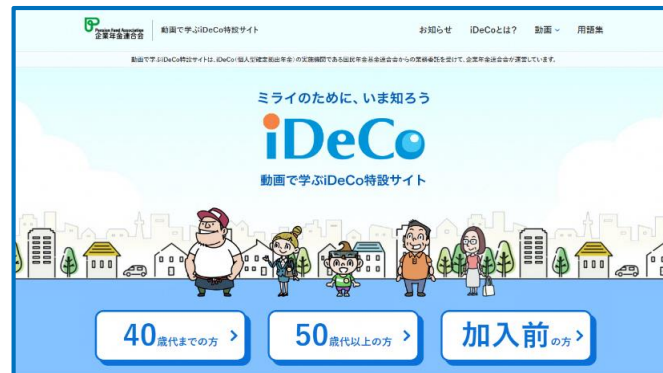 Pension Fund Association
企業年金連合会
動画で学ぶiDeCo特設サイト
お知らせ iDeCoとは? 動画 用語集
動画で学ぶiDeCo特設サイトは、iDeCo(個人型確定拠出年金)の実施機関である国民年金基金連合会からの業務委託を受けて、企業年金連合会が運営しています。
ミライのために、いま知ろう
iDeCo
動画で学ぶiDeCo特設サイト
40歳代までの方
50歳代以上の方
加入前の方